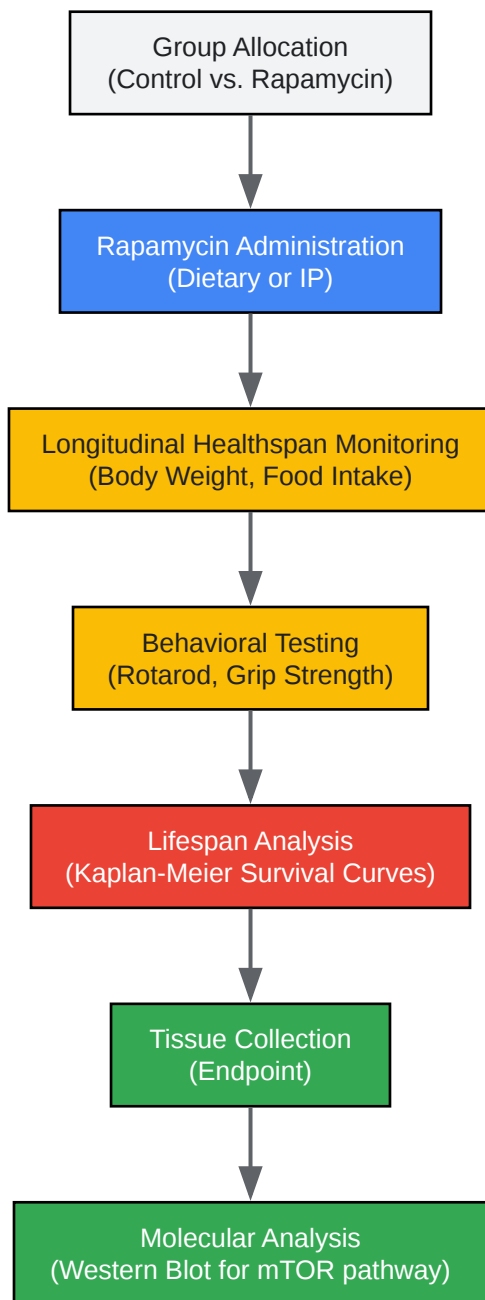 Group Allocation
(Control vs. Rapamycin)
Rapamycin Administration
(Dietary or IP)
Longitudinal Healthspan Monitoring
(Body Weight, Food Intake)
Behavioral Testing
(Rotarod, Grip Strength)
Lifespan Analysis
(Kaplan-Meier Survival Curves)
Tissue Collection
(Endpoint)
Molecular Analysis
(Western Blot for mTOR pathway)